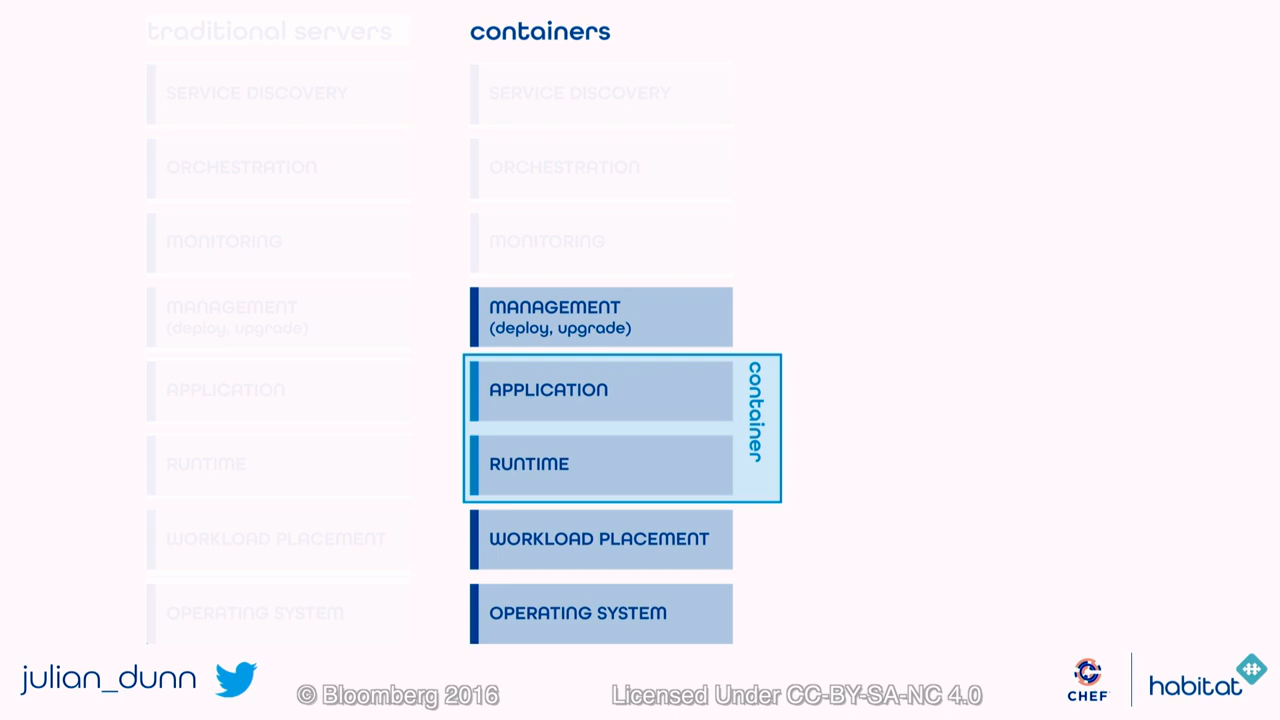 traditional servers
SERVICE DISCOVERY
ORCHESTRATION
MONITORING
MANAGEMENT
(deploy, upgrade)
APPLICATION
RUNTIME
WORKLOAD PLACEMENT
OPERATING SYSTEM
containers
SERVICE DISCOVERY
ORCHESTRATION
MONITORING
MANAGEMENT
(deploy, upgrade)
APPLICATION
RUNTIME
container
WORKLOAD PLACEMENT
OPERATING SYSTEM
julian_dunn
© Bloomberg 2016
Licensed Under CC-BY-SA-NC 4.0
CHEF
habitat